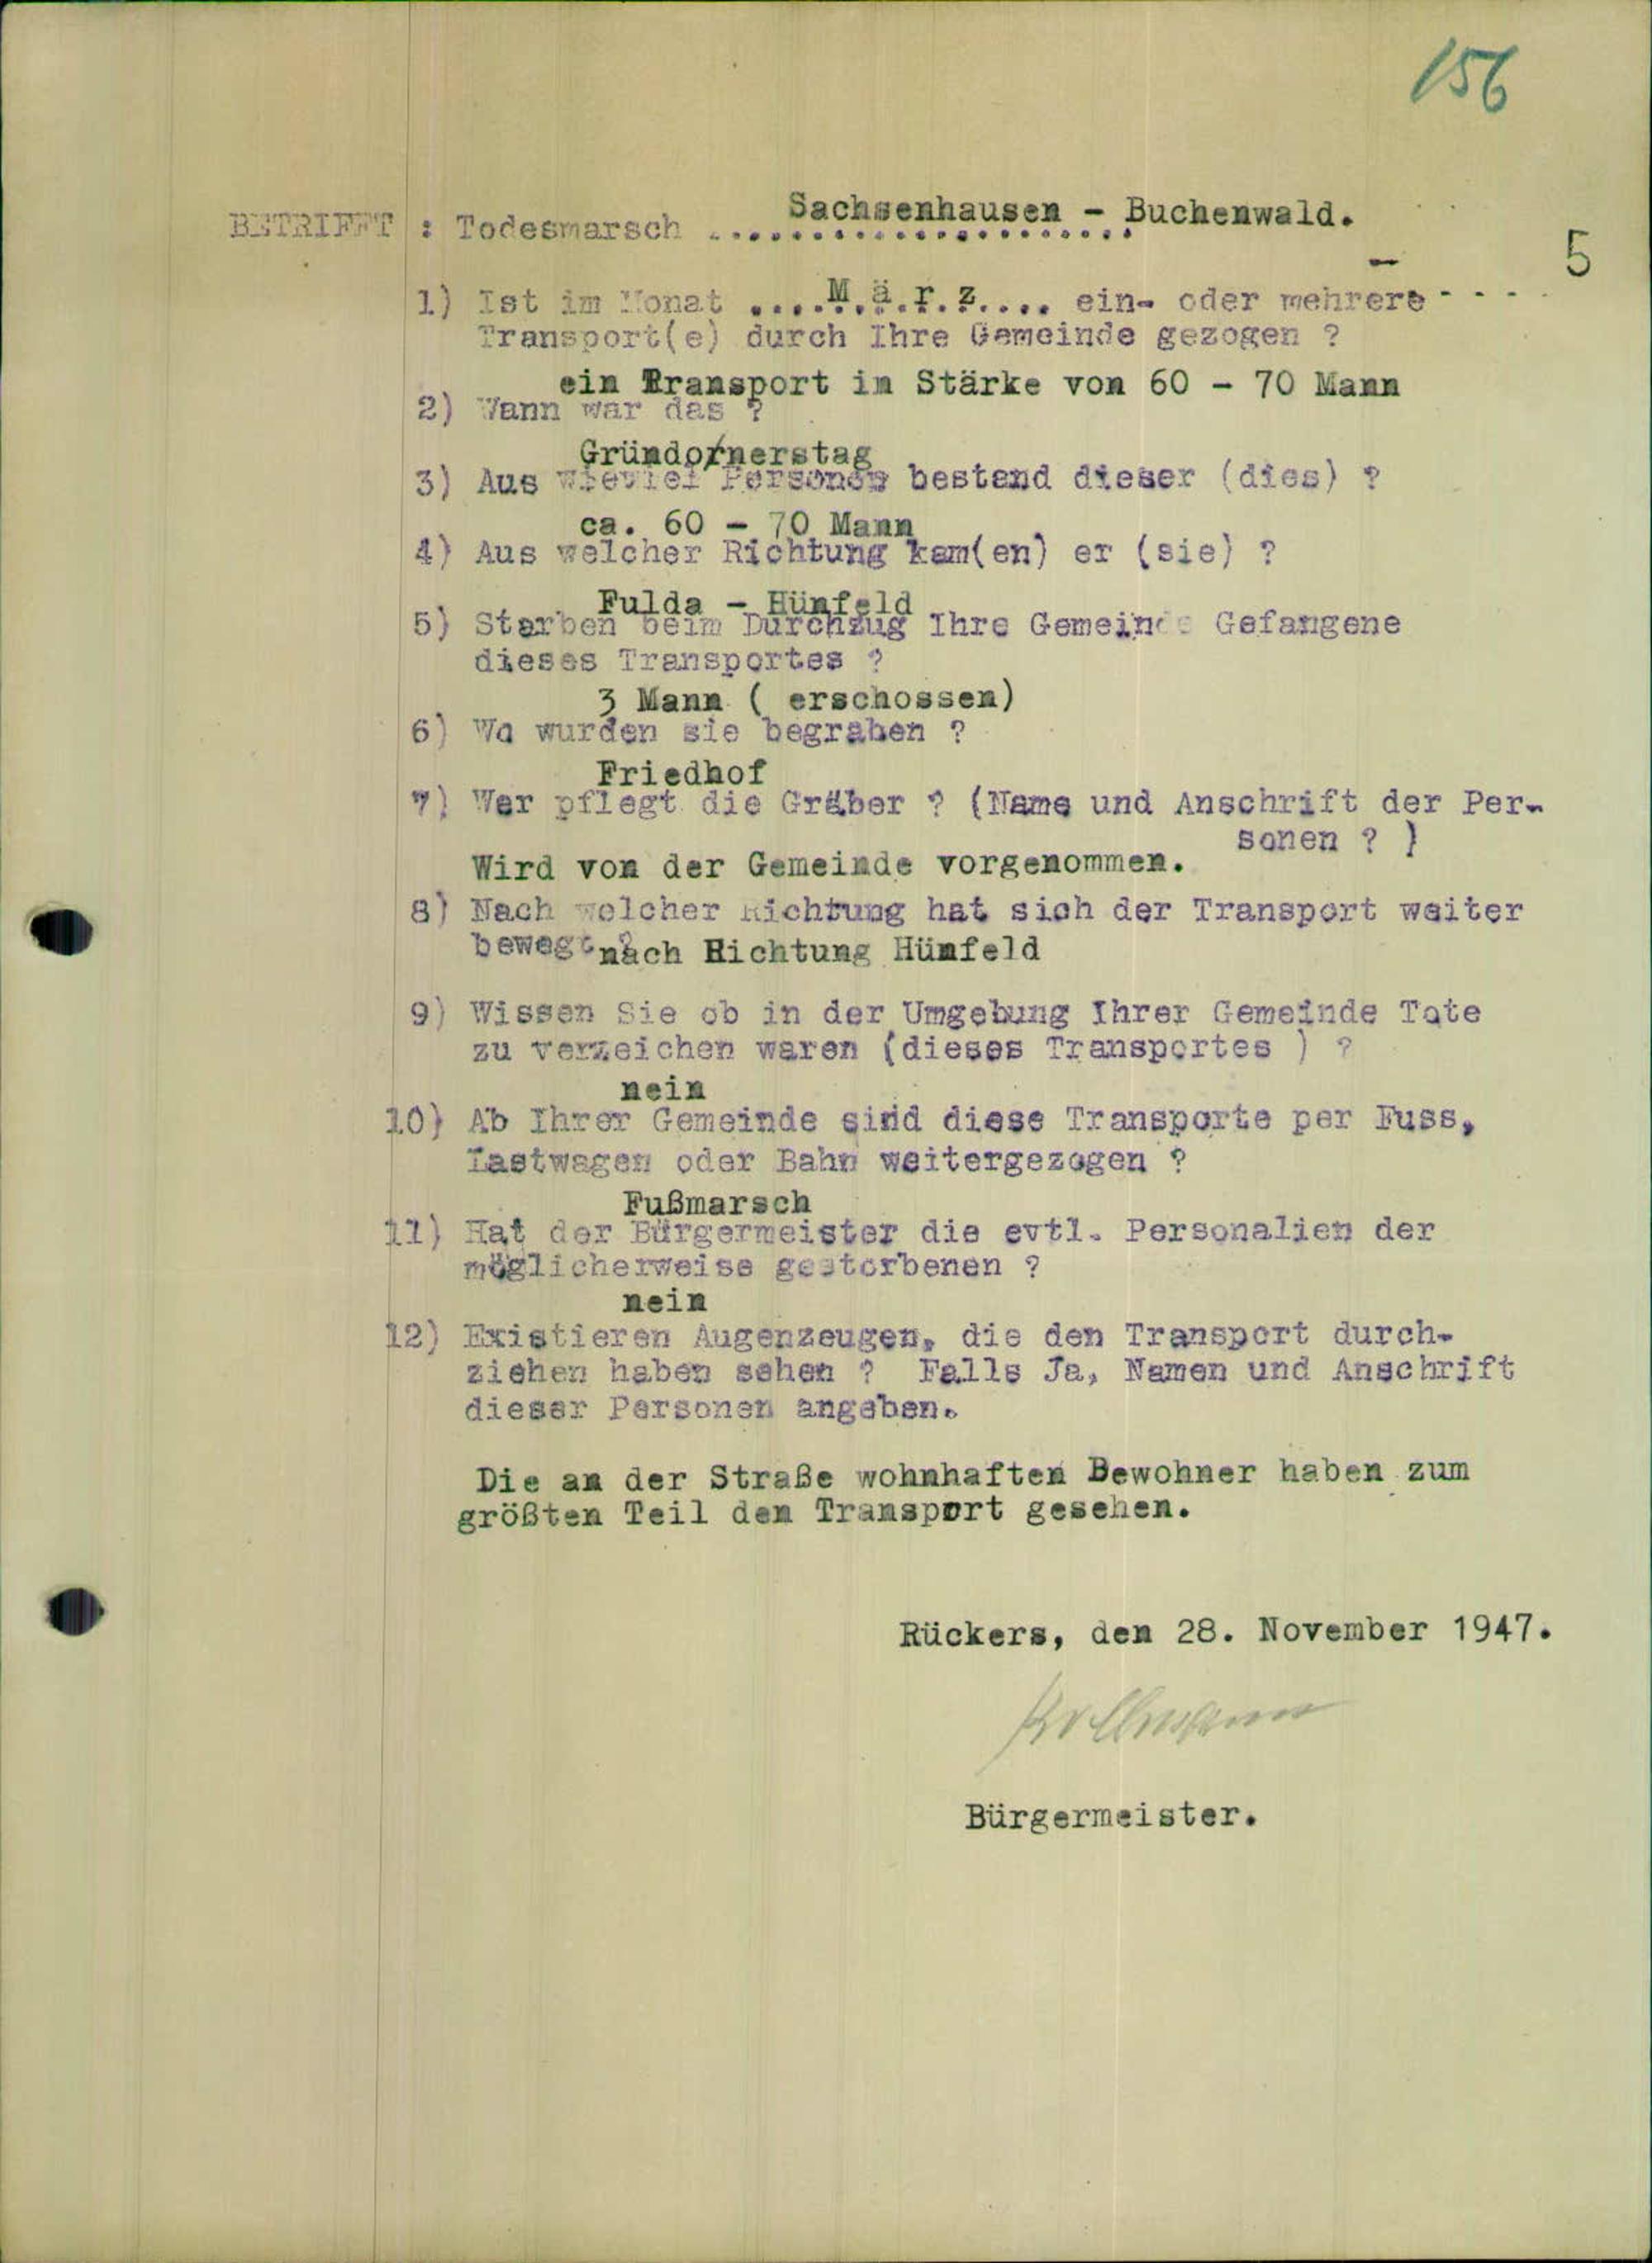 156
Sachsenhausen - Buchenwald.
BETRIFFT : Todesmarsch ......................
5
1) Ist im Monat ....M.ä.r.z.... ein- oder mehrere - - - -
Transport(e) durch Ihre Gemeinde gezogen ?
ein Transport in Stärke von 60 - 70 Mann
2) Wann war das ?
Gründornerstag
3) Aus wieviel Personen bestand dieser (dies) ?
ca. 60 - 70 Mann
4) Aus welcher Richtung kam(en) er (sie) ?
Fulda - Hünfeld
5) Starben beim Durchzug Ihre Gemeinde Gefangene
dieses Transportes ?
3 Mann ( erschossen)
6) Wo wurden sie begraben ?
Friedhof
7) Wer pflegt die Gräber ? (Name und Anschrift der Per-
sonen ? )
Wird von der Gemeinde vorgenommen.
8) Nach welcher Richtung hat sich der Transport weiter
bewegt ? nach Richtung Hünfeld
9) Wissen Sie ob in der Umgebung Ihrer Gemeinde Tote
zu verzeichen waren (dieses Transportes ) ?
nein
10) Ab Ihrer Gemeinde sind diese Transporte per Fuss,
Lastwagen oder Bahn weitergezogen ?
Fußmarsch
11) Hat der Bürgermeister die evtl. Personalien der
möglicherweise gestorbenen ?
nein
12) Existieren Augenzeugen, die den Transport durch-
ziehen haben sehen ? Falls Ja, Namen und Anschrift
dieser Personen angeben.
Die an der Straße wohnhaften Bewohner haben zum
größten Teil den Transport gesehen.
Rückers, den 28. November 1947.
Bürgermeister.